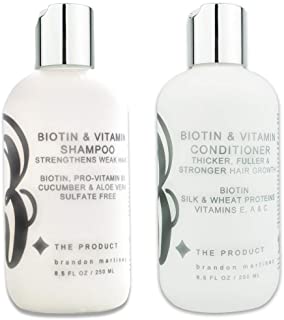 BIOTIN & VITAMIN
SHAMPOO
STRENGTHENS WEAK HAIR
BIOTIN, PRO-VITAMIN B5
CUCUMBER & ALOE VERA
SULFATE FREE
THE PRODUCT
brandon martinez
8.5 FL OZ / 250 ML
BIOTIN & VITAMIN
CONDITIONER
THICKER, FULLER &
STRONGER HAIR GROWTH
BIOTIN
SILK & WHEAT PROTEINS
VITAMINS E, A & C
THE PRODUCT
brandon martinez
8.5 FL OZ / 250 ML